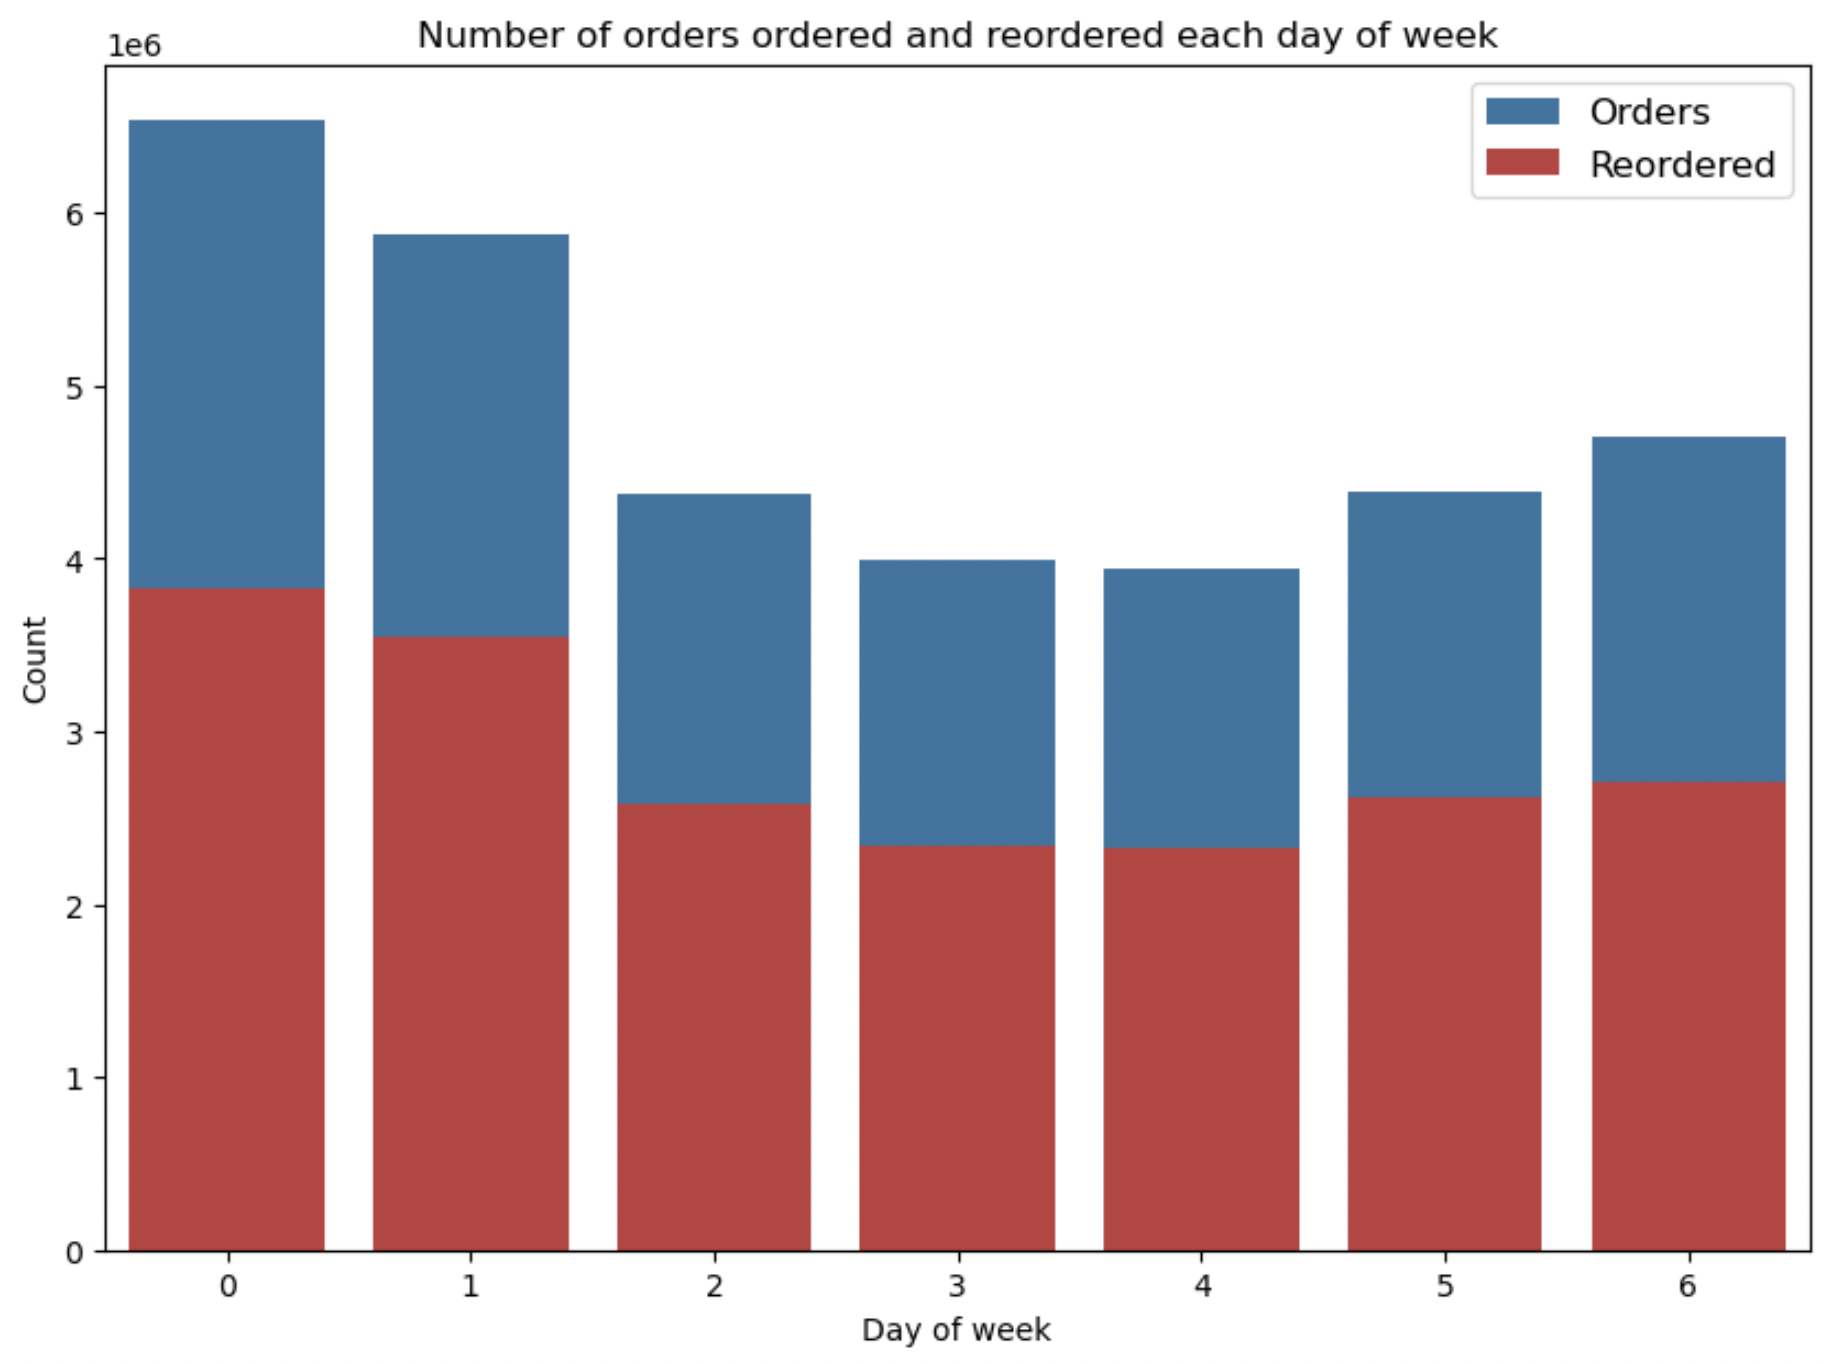 Number of orders ordered and reordered each day of week
1e6
Orders
Reordered
6
5
4
3
2
1
0
Count
0 1 2 3 4 5 6
Day of week